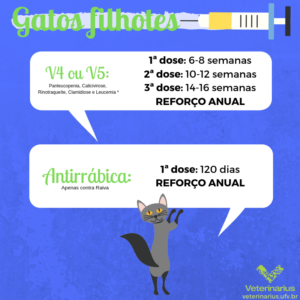 Gatos filhotes
V4 ou V5:
Panleucopenia, Calicivirose,
Rinotraqueíte, Clamidiose e Leucemia *
1ª dose: 6-8 semanas
2ª dose: 10-12 semanas
3ª dose: 14-16 semanas
REFORÇO ANUAL
Antirrábica:
Apenas contra Raiva
1ª dose: 120 dias
REFORÇO ANUAL
Veterinarius
veterinarius.ufv.br